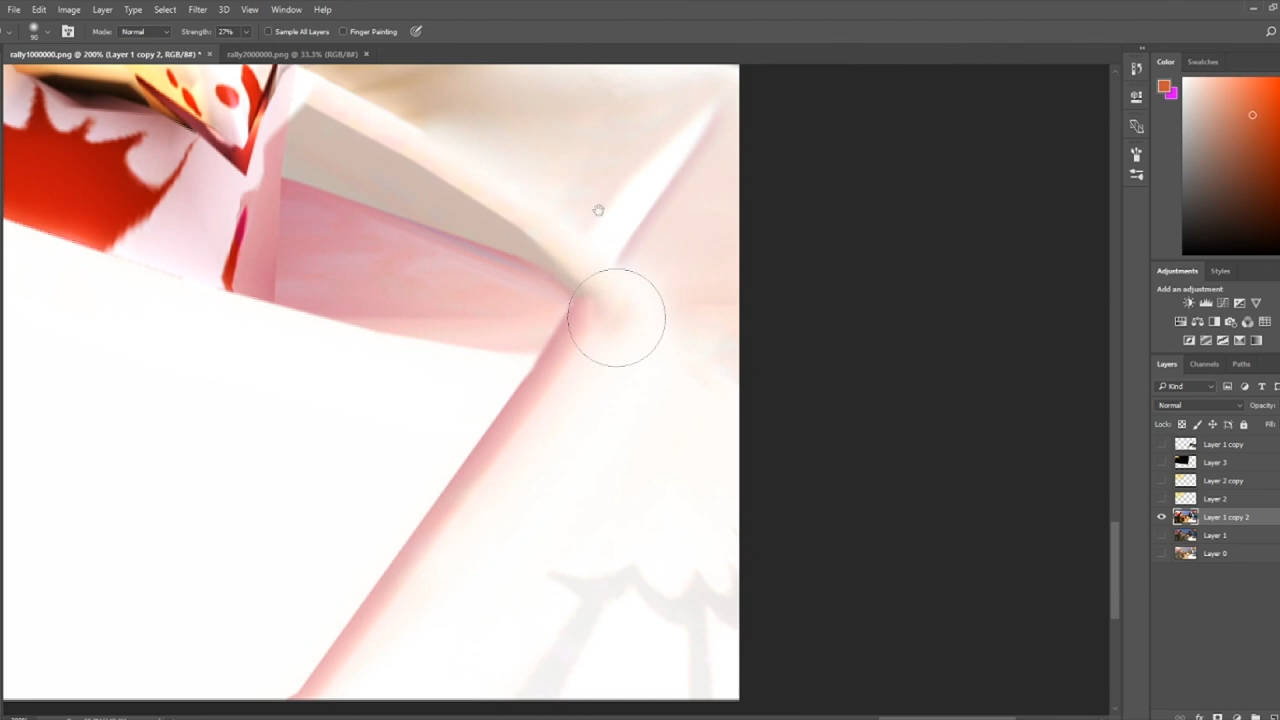 File Edit Image Layer Type Select Filter 3D View Window Help
90 Mode: Normal Strength: 27% Sample All Layers Finger Painting
rally1000000.png @ 200% (Layer 1 copy 2, RGB/8#) * × rally2000000.png @ 33.3% (RGB/8#) ×
Color Swatches
Adjustments Styles
Add an adjustment
Layers Channels Paths
Kind
Normal Opacity:
Lock: Fill:
Layer 1 copy
Layer 3
Layer 2 copy
Layer 2
Layer 1 copy 2
Layer 1
Layer 0